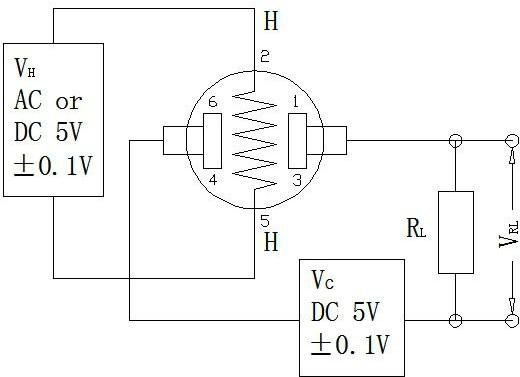 H
2
VH
AC or
DC 5V
±0.1V
6 1
4 3
5
H
RL
VRL
VC
DC 5V
±0.1V